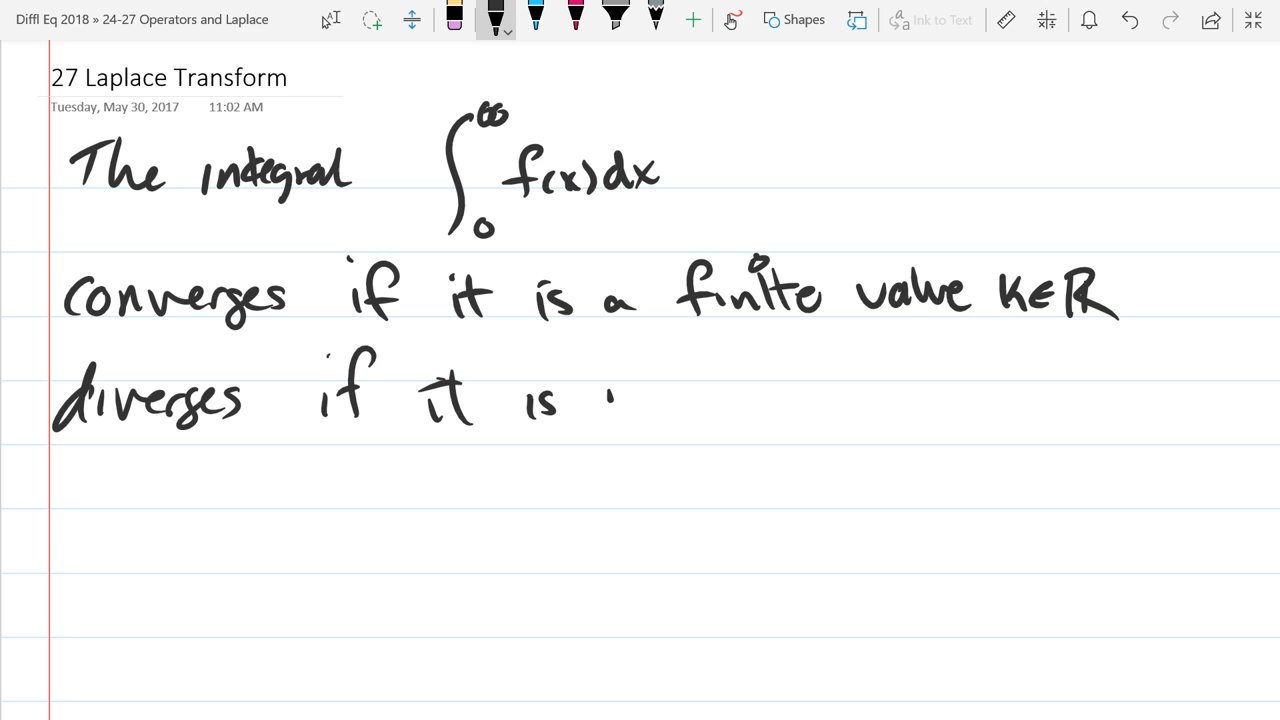 Diffl Eq 2018 » 24-27 Operators and Laplace
Shapes
Ink to Text
27 Laplace Transform
Tuesday, May 30, 2017 11:02 AM
The integral ∫₀^∞ f(x)dx
converges if it is a finite value K∈ℝ
diverges if it is